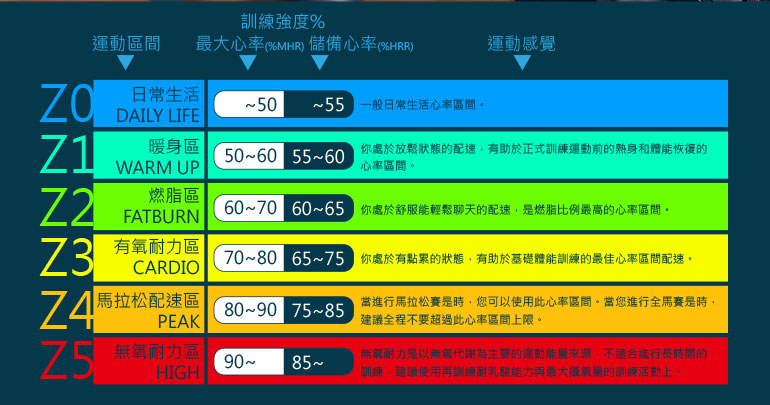 訓練強度%
運動區間 最大心率(%MHR) 儲備心率(%HRR) 運動感覺
Z0 日常生活 DAILY LIFE ~50 ~55 一般日常生活心率區間。
Z1 暖身區 WARM UP 50~60 55~60 你處於放鬆狀態的配速，有助於正式訓練運動前的熱身和體能恢復的
心率區間。
Z2 燃脂區 FATBURN 60~70 60~65 你處於舒服能輕鬆聊天的配速，是燃脂比例最高的心率區間。
Z3 有氧耐力區 CARDIO 70~80 65~75 你處於有點累的狀態，有助於基礎體能訓練的最佳心率區間配速。
Z4 馬拉松配速區 PEAK 80~90 75~85 當進行馬拉松賽是時，您可以使用此心率區間。當您進行全馬賽是時，
建議全程不要超過此心率區間上限。
Z5 無氧耐力區 HIGH 90~ 85~ 無氧耐力是以無氧代謝為主要的運動能量來源，不適合進行長時間的
訓練，建議使用再訓練耐乳酸能力與最大攝氧量的訓練活動上。